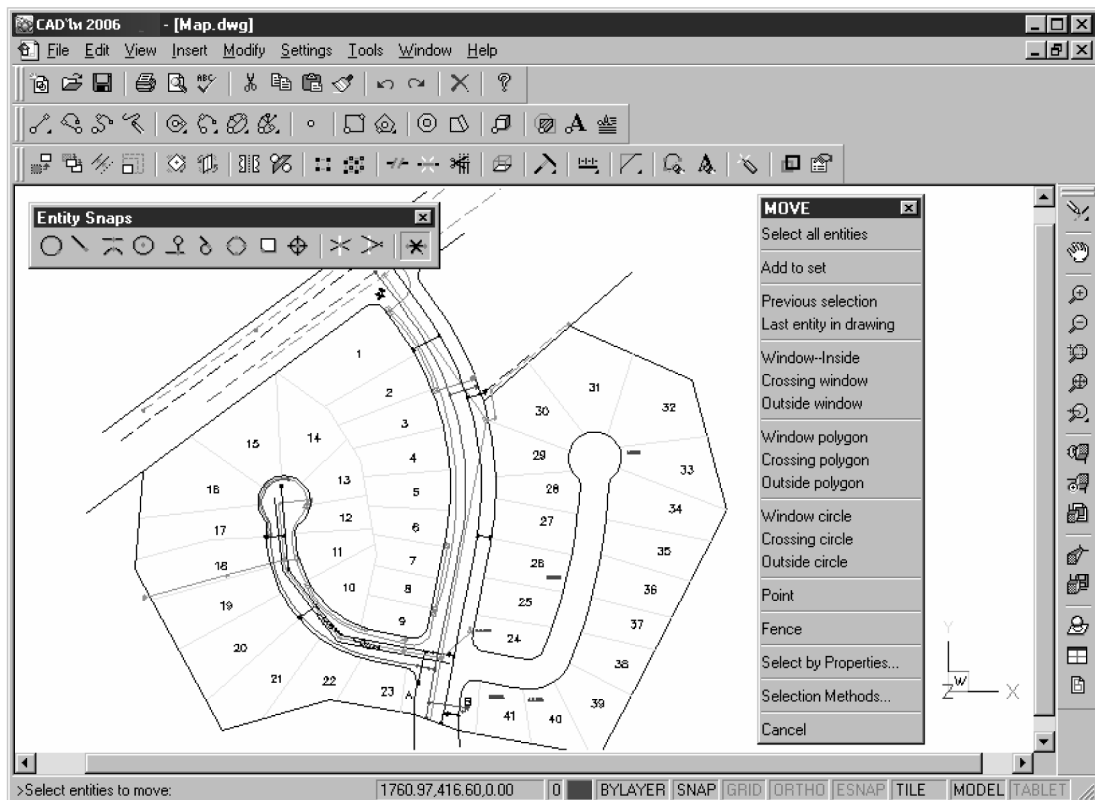 CAD'ln 2006 - [Map.dwg]
File Edit View Insert Modify Settings Tools Window Help
ABC
A
Entity Snaps
MOVE
Select all entities
Add to set
Previous selection
Last entity in drawing
Window--Inside
Crossing window
Outside window
Window polygon
Crossing polygon
Outside polygon
Window circle
Crossing circle
Outside circle
Point
Fence
Select by Properties...
Selection Methods...
Cancel
1
2
3
4
5
6
7
8
9
10
11
12
13
14
15
16
17
18
19
20
21
22
23
24
25
26
27
28
29
30
31
32
33
34
35
36
37
38
39
40
41
A
B
Y
W
Z X
>Select entities to move: 1760.97,416.60,0.00 0 BYLAYER SNAP GRID ORTHO ESNAP TILE MODEL TABLET